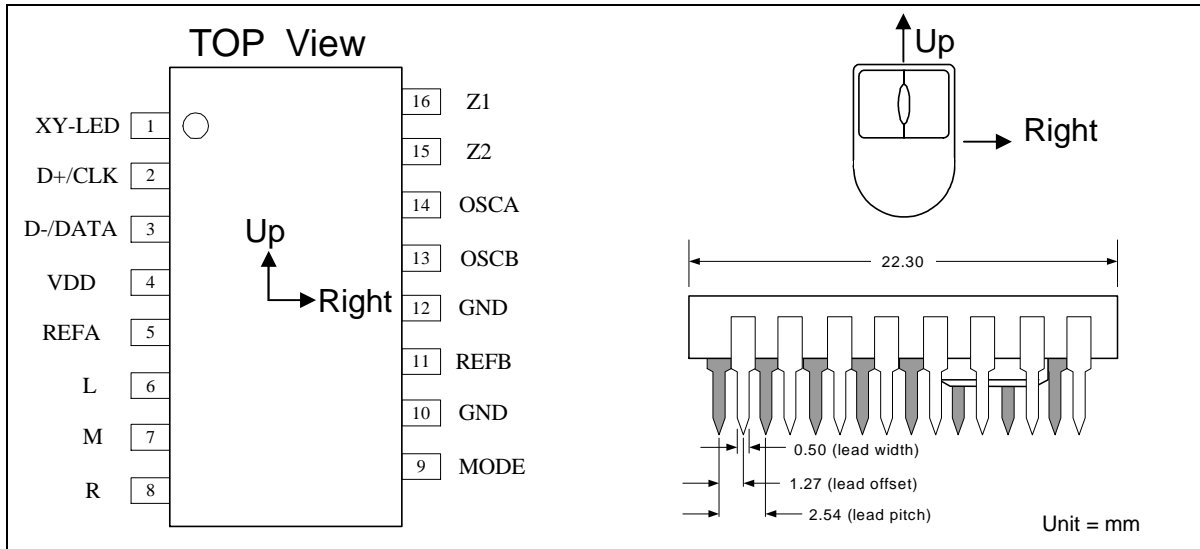 TOP View
XY-LED 1
D+/CLK 2
D-/DATA 3
VDD 4
REFA 5
L 6
M 7
R 8
16 Z1
15 Z2
14 OSCA
13 OSCB
12 GND
11 REFB
10 GND
9 MODE
Up
Right
Up
Right
22.30
0.50 (lead width)
1.27 (lead offset)
2.54 (lead pitch)
Unit = mm